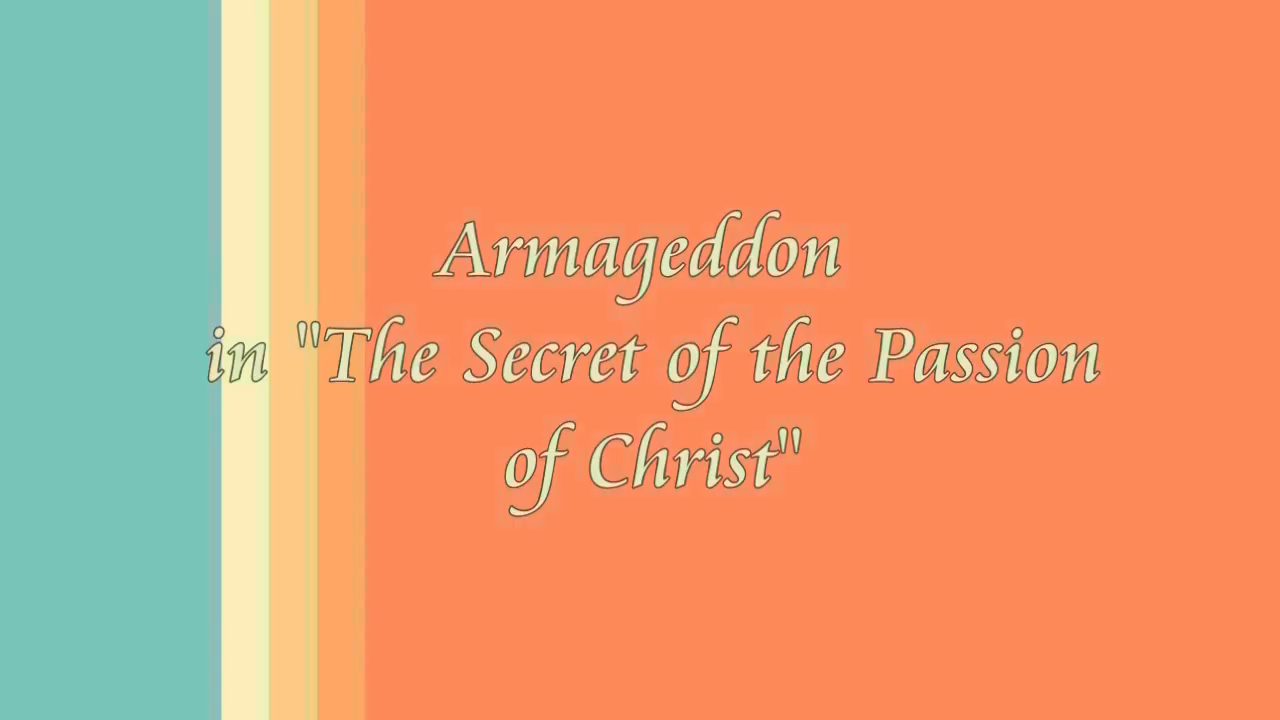 Armageddon
in "The Secret of the Passion
of Christ"